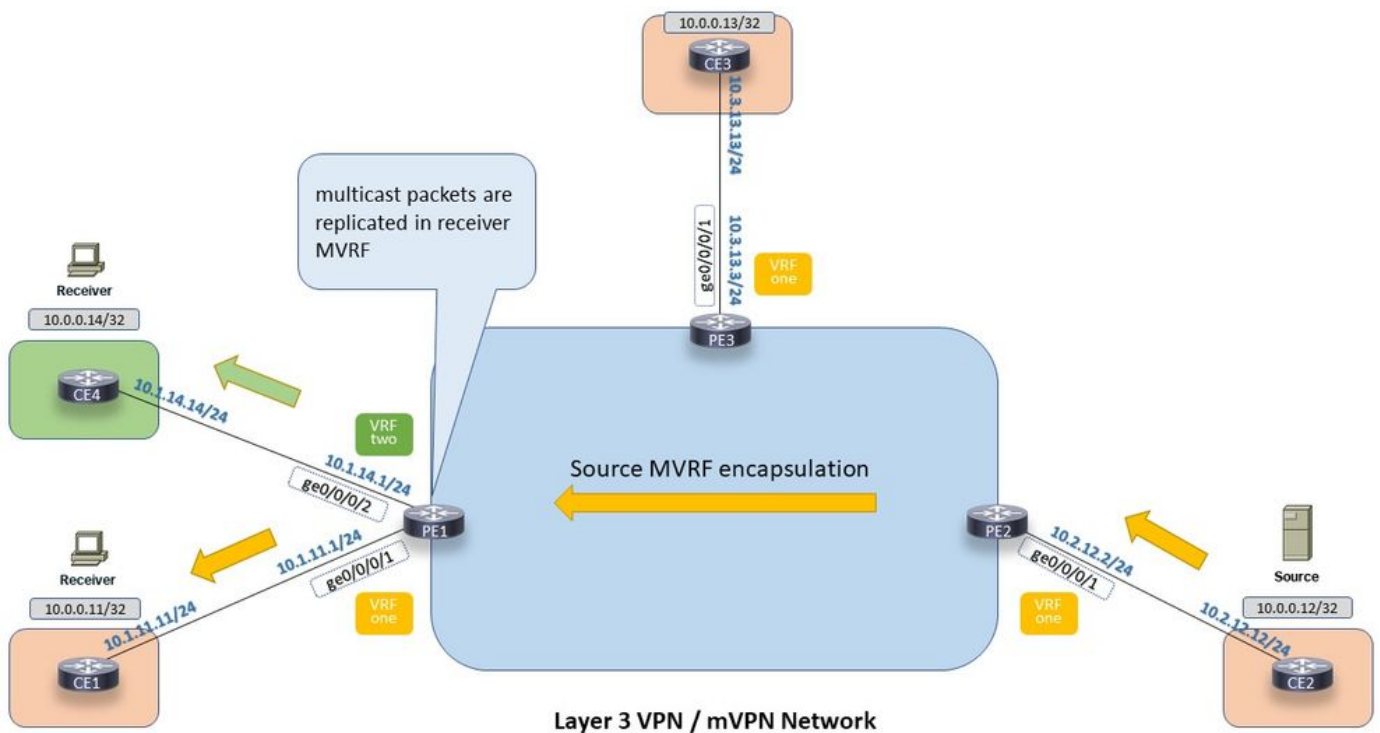 10.0.0.13/32
CE3
10.3.13.13/24
multicast packets are
replicated in receiver
MVRF
ge0/0/0/1
10.3.13.3/24
VRF
one
PE3
Receiver
10.0.0.14/32
CE4
10.1.14.14/24
VRF
two
10.1.14.1/24
ge0/0/0/2
Source MVRF encapsulation
PE1
PE2
10.1.11.1/24
ge0/0/0/1
VRF
one
Receiver
10.0.0.11/32
10.1.11.11/24
CE1
10.2.12.2/24
ge0/0/0/1
VRF
one
Source
10.0.0.12/32
10.2.12.12/24
CE2
Layer 3 VPN / mVPN Network